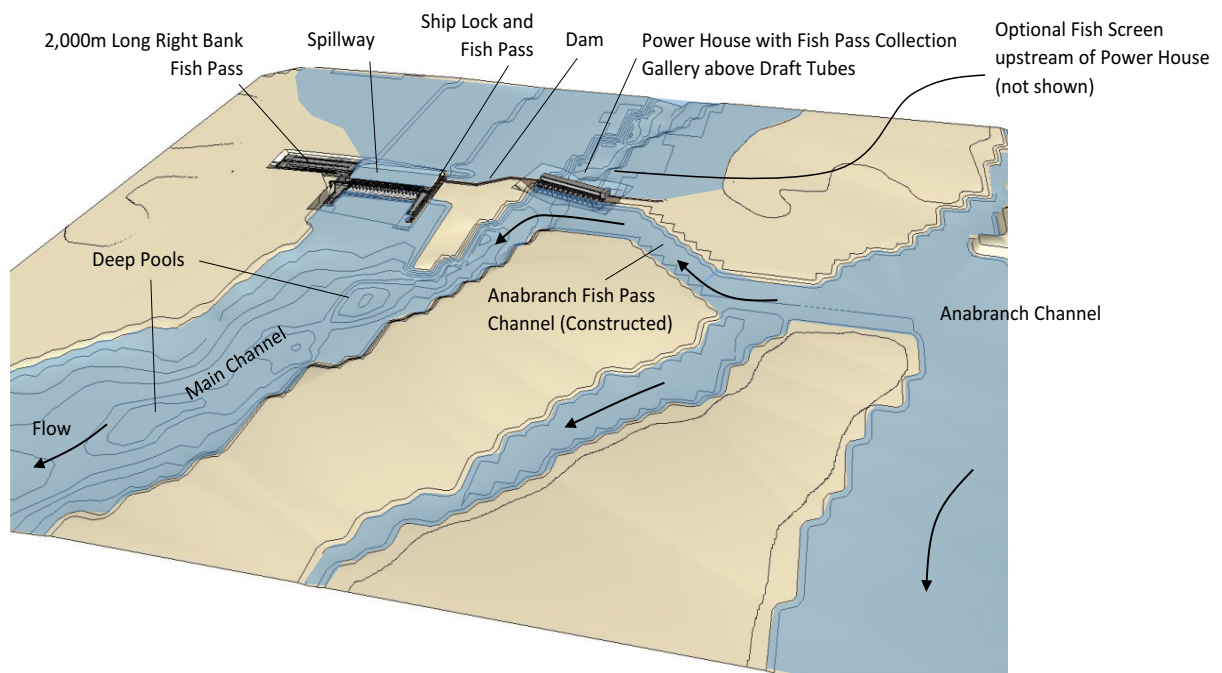 2,000m Long Right Bank
Fish Pass
Spillway
Ship Lock and
Fish Pass
Dam
Power House with Fish Pass Collection
Gallery above Draft Tubes
Optional Fish Screen
upstream of Power House
(not shown)
Deep Pools
Anabranch Fish Pass
Channel (Constructed)
Anabranch Channel
Main Channel
Flow